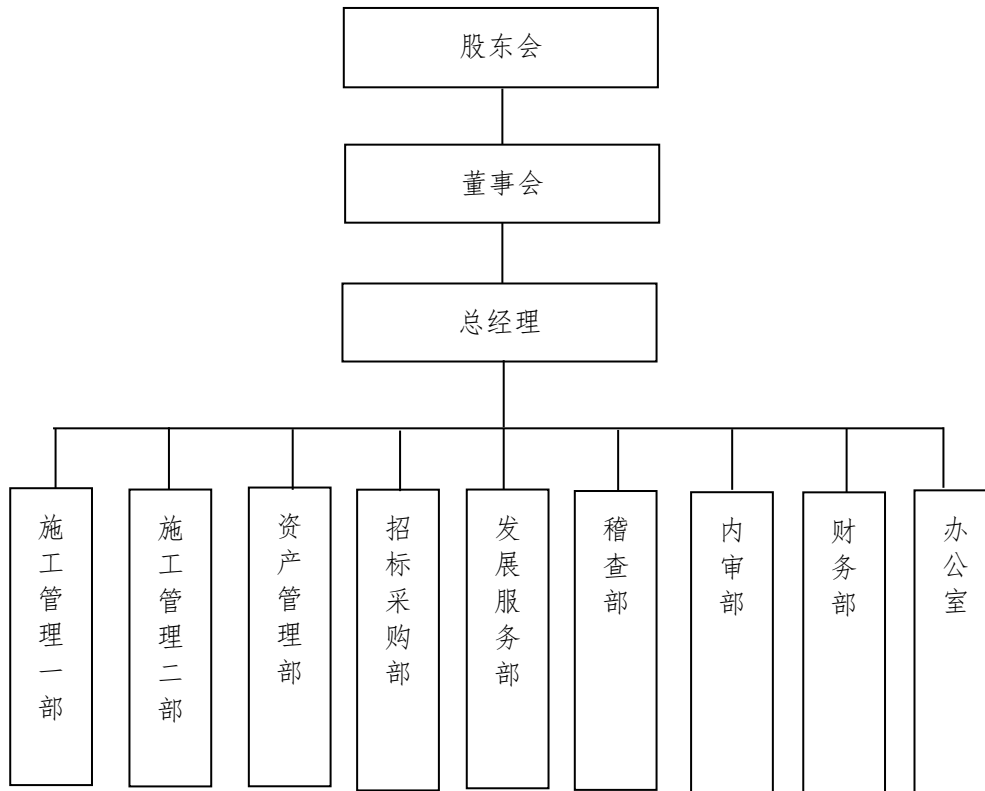 股东会
董事会
总经理
施工管理一部
施工管理二部
资产管理部
招标采购部
发展服务部
稽查部
内审部
财务部
办公室